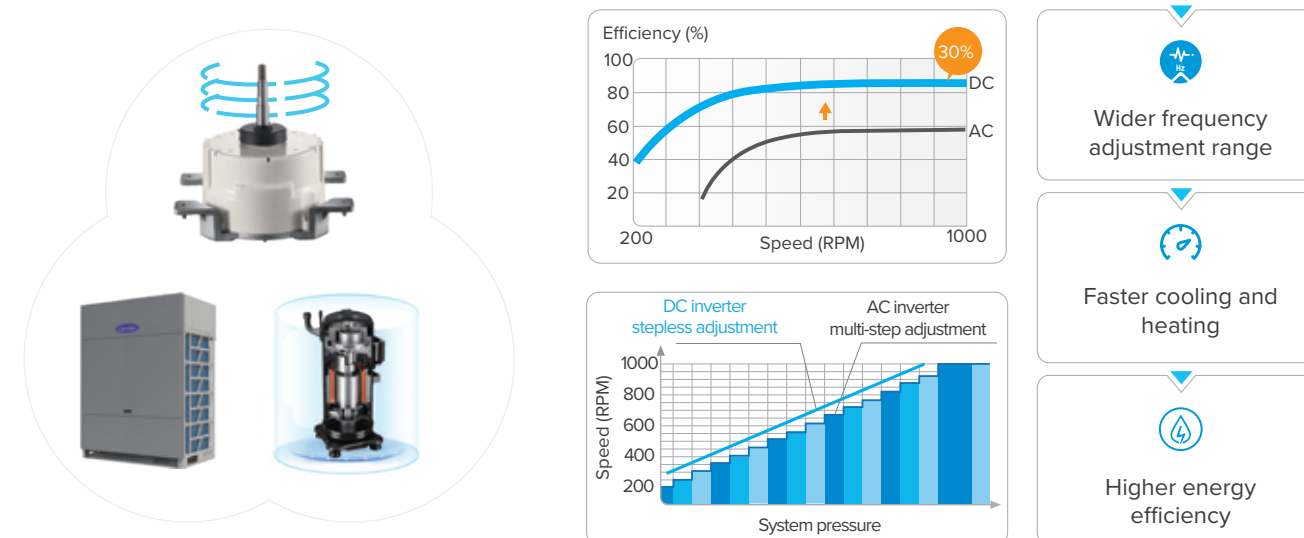 Efficiency (%)
30%
100
80
60
40
20
DC
AC
200
Speed (RPM)
1000
DC inverter
stepless adjustment
AC inverter
multi-step adjustment
1000
800
600
400
200
Speed (RPM)
System pressure
Hz
Wider frequency
adjustment range
Faster cooling and
heating
Higher energy
efficiency